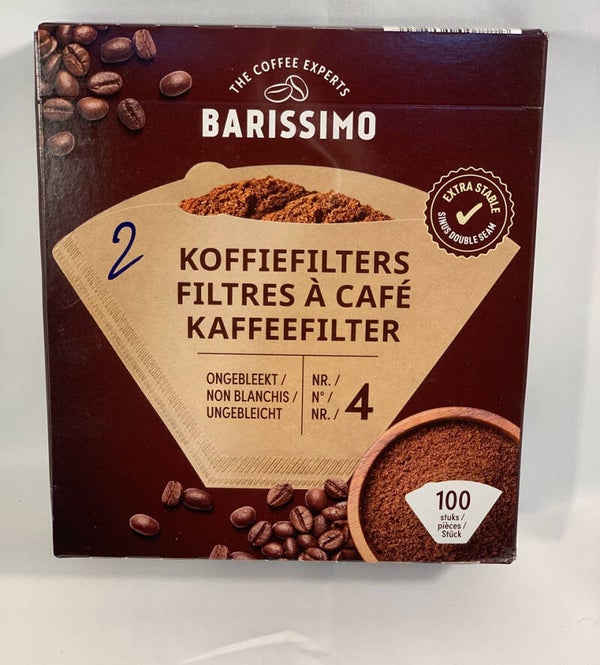 THE COFFEE EXPERTS
BARISSIMO
EXTRA STABLE
SINUS DOUBLE SEAM
2
KOFFIEFILTERS
FILTRES À CAFÉ
KAFFEEFILTER
ONGEBLEEKT /
NON BLANCHIS /
UNGEBLEICHT
NR. /
N° /
NR. / 4
100
stuks /
pièces /
Stück